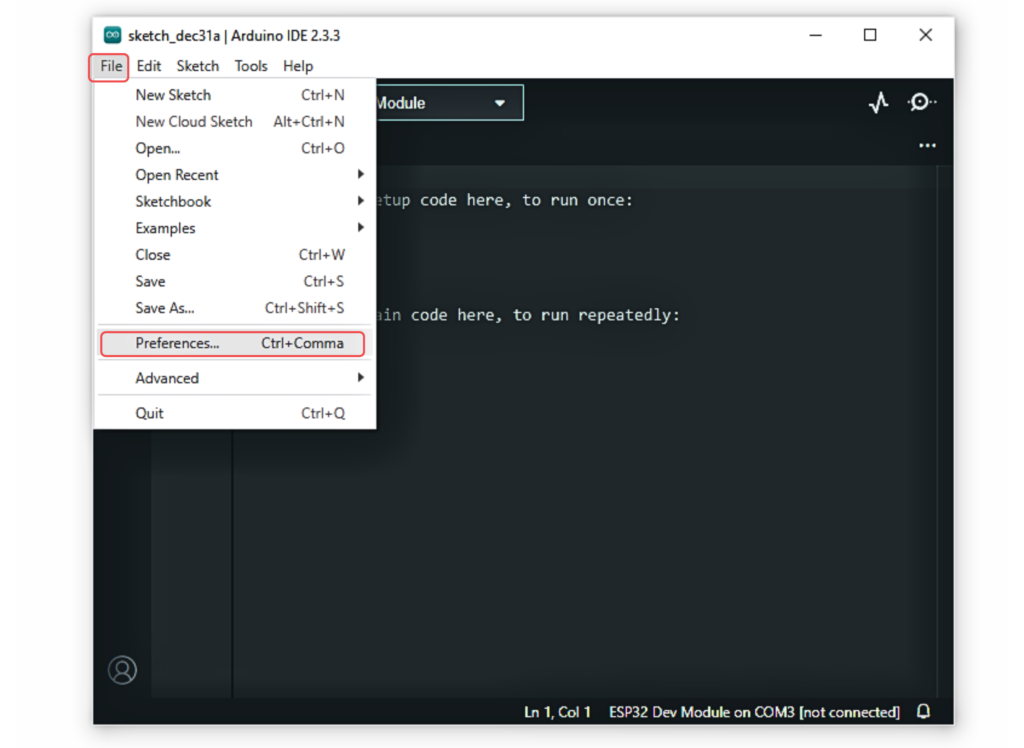 sketch_dec31a | Arduino IDE 2.3.3
File Edit Sketch Tools Help
New Sketch Ctrl+N
New Cloud Sketch Alt+Ctrl+N
Open... Ctrl+O
Open Recent
Sketchbook
Examples
Close Ctrl+W
Save Ctrl+S
Save As... Ctrl+Shift+S
Preferences... Ctrl+Comma
Advanced
Quit Ctrl+Q
Module
etup code here, to run once:
ain code here, to run repeatedly:
Ln 1, Col 1 ESP32 Dev Module on COM3 [not connected]